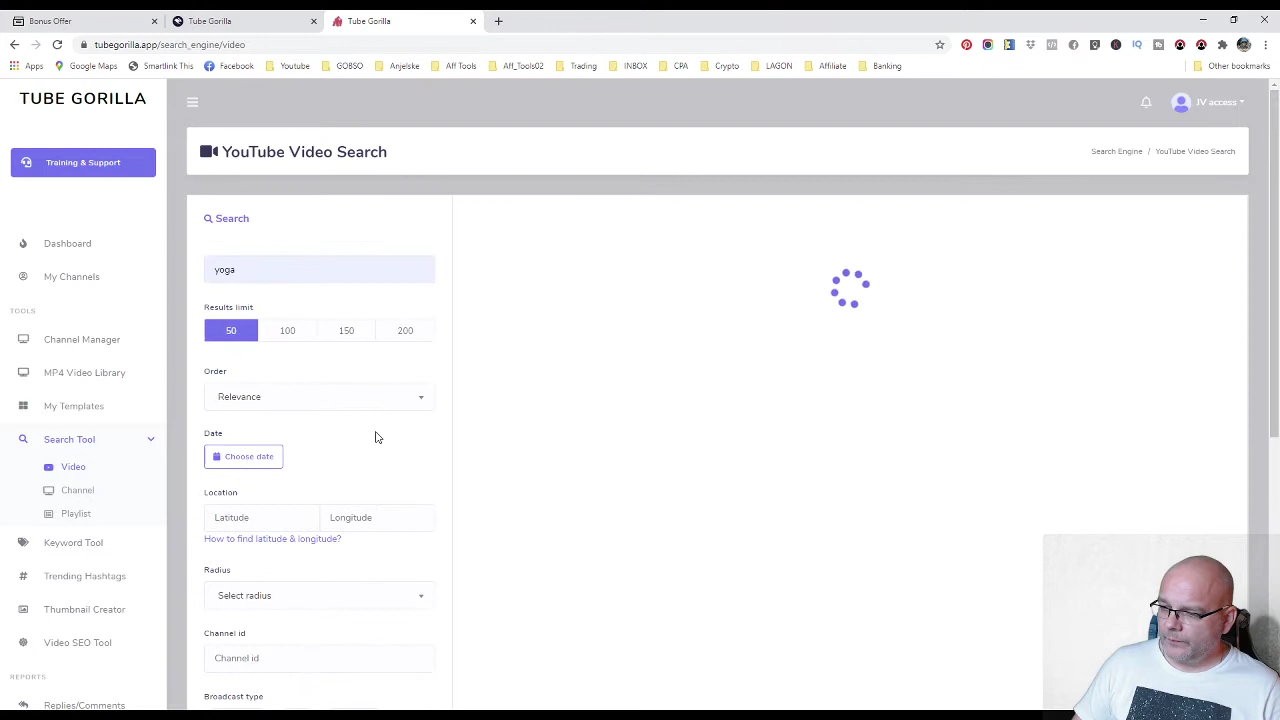 Bonus Offer
Tube Gorilla
Tube Gorilla
tubegorilla.app/search_engine/video
Apps
Google Maps
Smartlink This
Facebook
Youtube
GOBSO
Anjelske
Aff Tools
Aff_Tools02
Trading
INBOX
CPA
Crypto
LAGON
Affiliate
Banking
Other bookmarks
TUBE GORILLA
JV access
Training & Support
YouTube Video Search
Search Engine / YouTube Video Search
Search
yoga
Dashboard
My Channels
Results limit
TOOLS
50
100
150
200
Channel Manager
MP4 Video Library
Order
Relevance
My Templates
Search Tool
Date
Choose date
Video
Channel
Playlist
Location
Latitude
Longitude
How to find latitude & longitude?
Keyword Tool
Trending Hashtags
Radius
Select radius
Thumbnail Creator
Video SEO Tool
Channel id
Channel id
REPORTS
Broadcast type
Replies/Comments